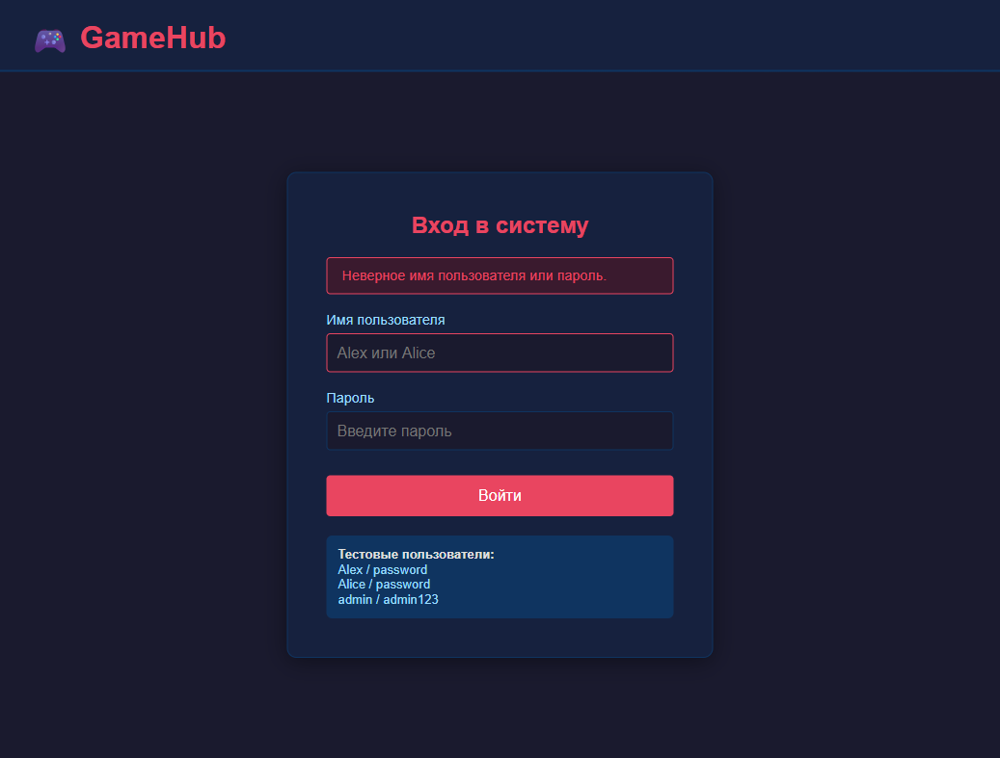 GameHub
Вход в систему
Неверное имя пользователя или пароль.
Имя пользователя
Alex или Alice
Пароль
Введите пароль
Войти
Тестовые пользователи:
Alex / password
Alice / password
admin / admin123